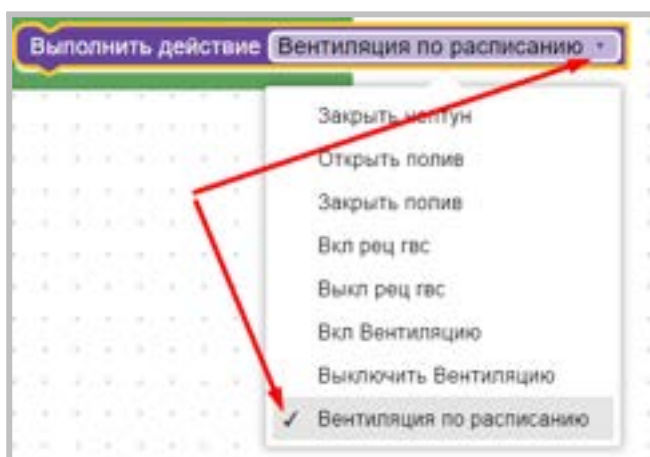 Выполнить действие Вентиляция по расписанию
Закрыть нептун
Открыть полив
Закрыть полив
Вкл рец гвс
Выкл рец гвс
Вкл Вентиляцию
Выключить Вентиляцию
Вентиляция по расписанию